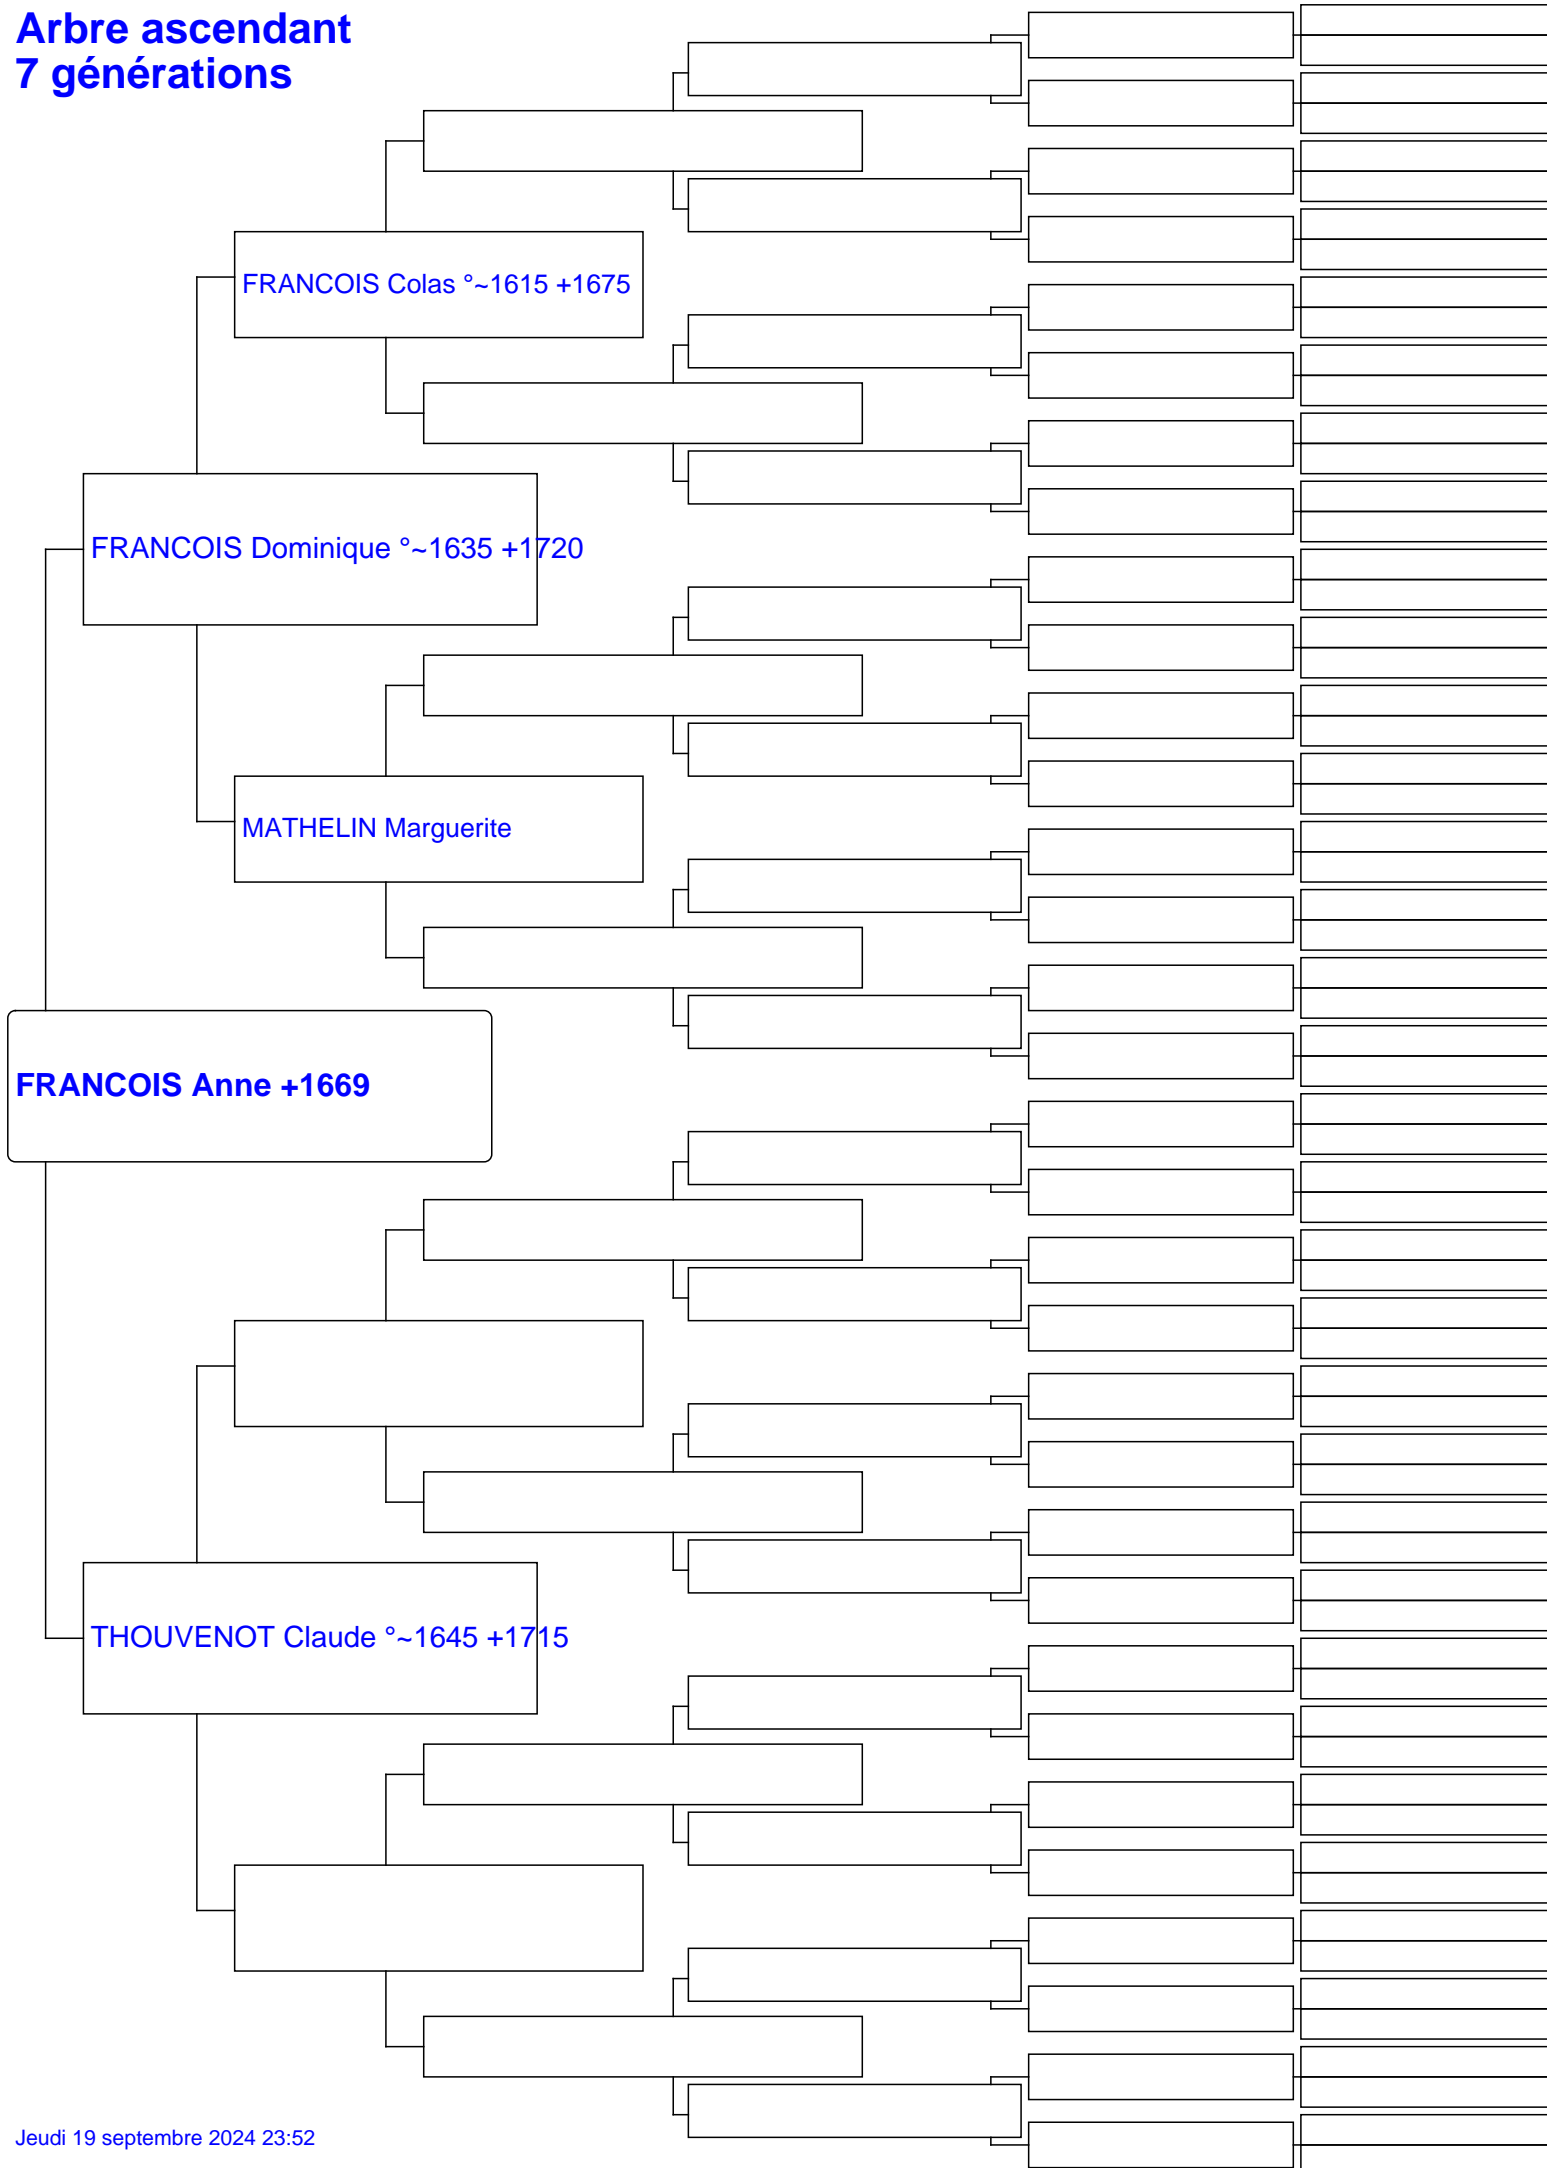 Arbre ascendant
7 générations
FRANCOIS Colas °~1615 +1675
FRANCOIS Dominique °~1635 +1720
MATHELIN Marguerite
FRANCOIS Anne +1669
THOUVENOT Claude °~1645 +1715
Jeudi 19 septembre 2024 23:52